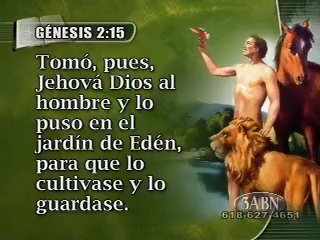 GÉNESIS 2:15
Tomó, pues,
Jehová Dios al
hombre y lo
puso en el
jardín de Edén,
para que lo
cultivase y lo
guardase.
3ABN
618-627-4651